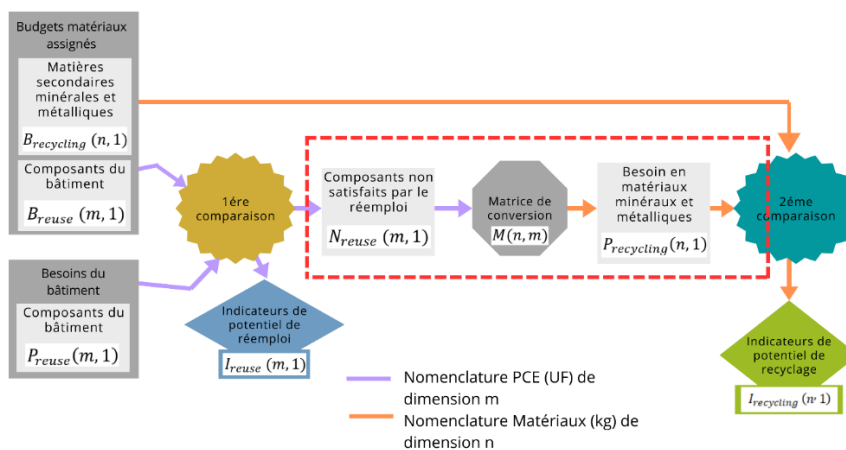 Budgets matériaux
assignés
Matières
secondaires
minérales et
métalliques
B_recycling (n, 1)
Composants du
bâtiment
B_reuse (m, 1)
Besoins du
bâtiment
Composants du
bâtiment
P_reuse (m, 1)
1ére
comparaison
Indicateurs de
potentiel de
réemploi
I_reuse (m, 1)
Composants non
satisfaits par le
réemploi
N_reuse (m, 1)
Matrice de
conversion
M(n, m)
Besoin en
matériaux
minéraux et
métalliques
P_recycling (n, 1)
2éme
comparaison
Indicateurs de
potentiel de
recyclage
I_recycling (n, 1)
Nomenclature PCE (UF) de
dimension m
Nomenclature Matériaux (kg) de
dimension n